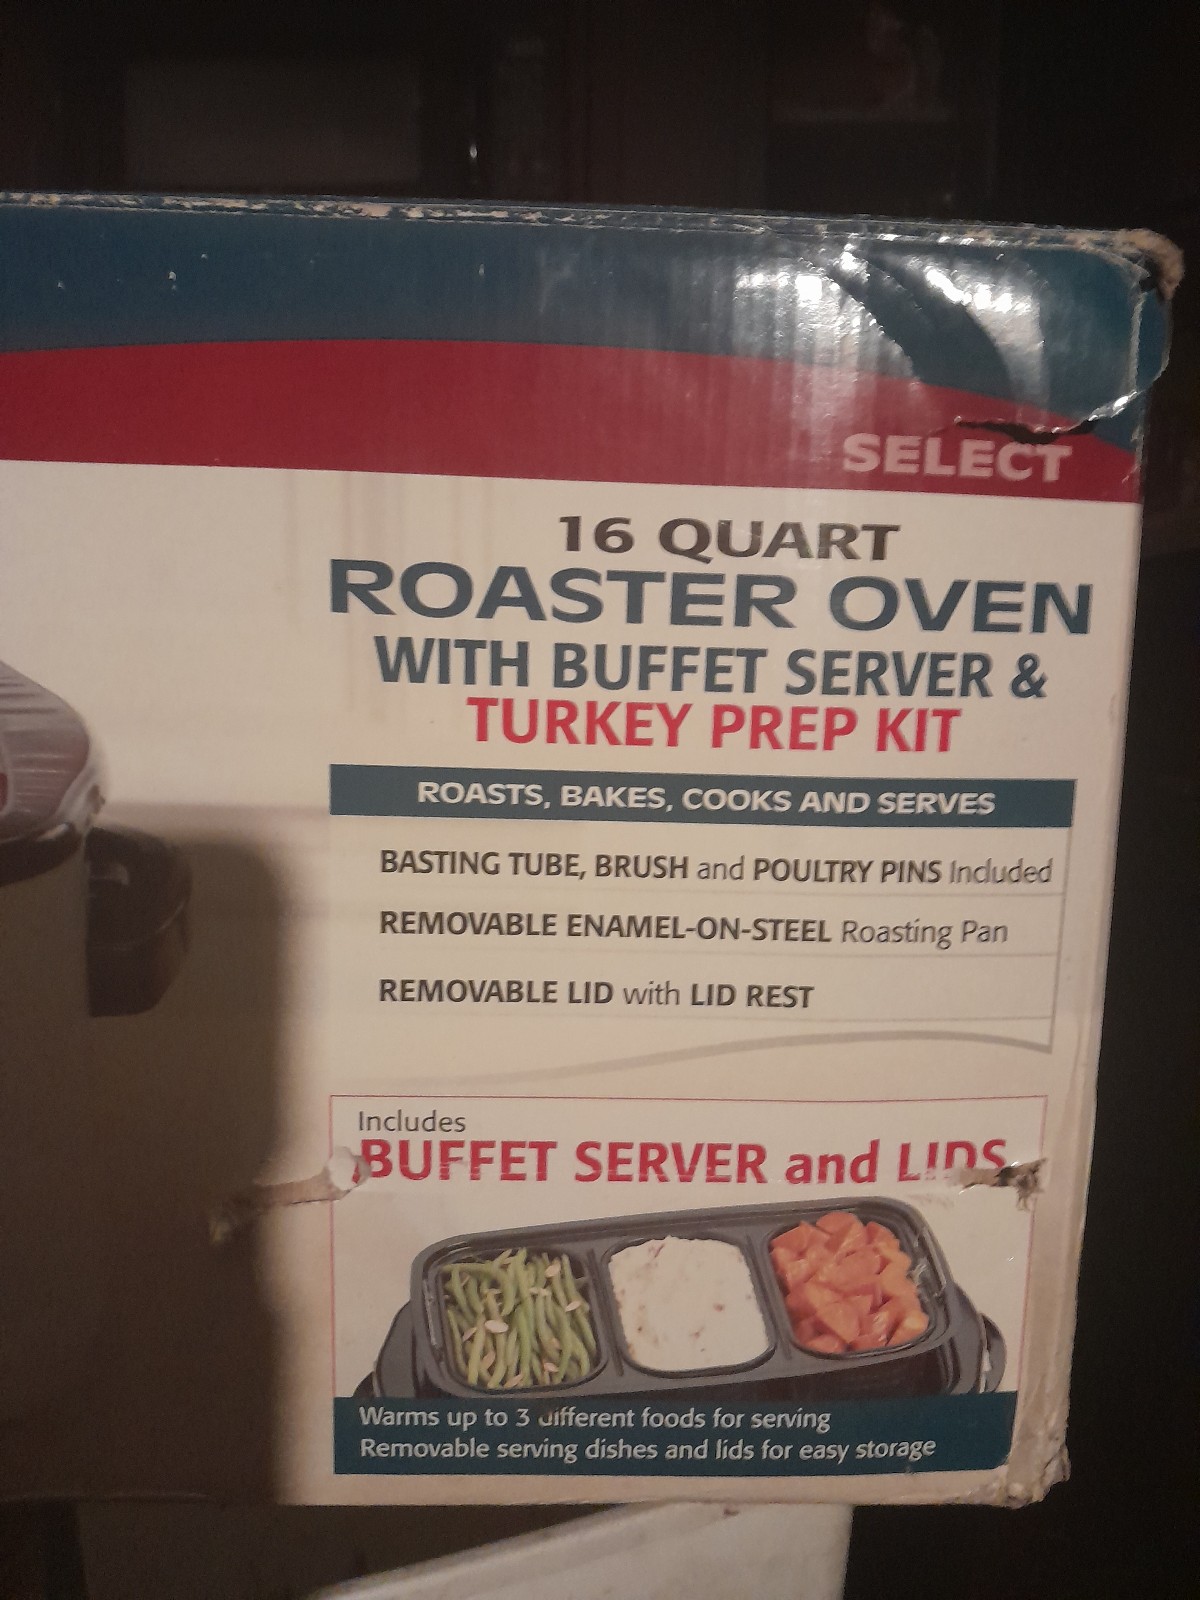 SELECT
16 QUART
ROASTER OVEN
WITH BUFFET SERVER &
TURKEY PREP KIT
ROASTS, BAKES, COOKS AND SERVES
BASTING TUBE, BRUSH and POULTRY PINS Included
REMOVABLE ENAMEL-ON-STEEL Roasting Pan
REMOVABLE LID with LID REST
Includes
BUFFET SERVER and LIDS
Warms up to 3 different foods for serving
Removable serving dishes and lids for easy storage